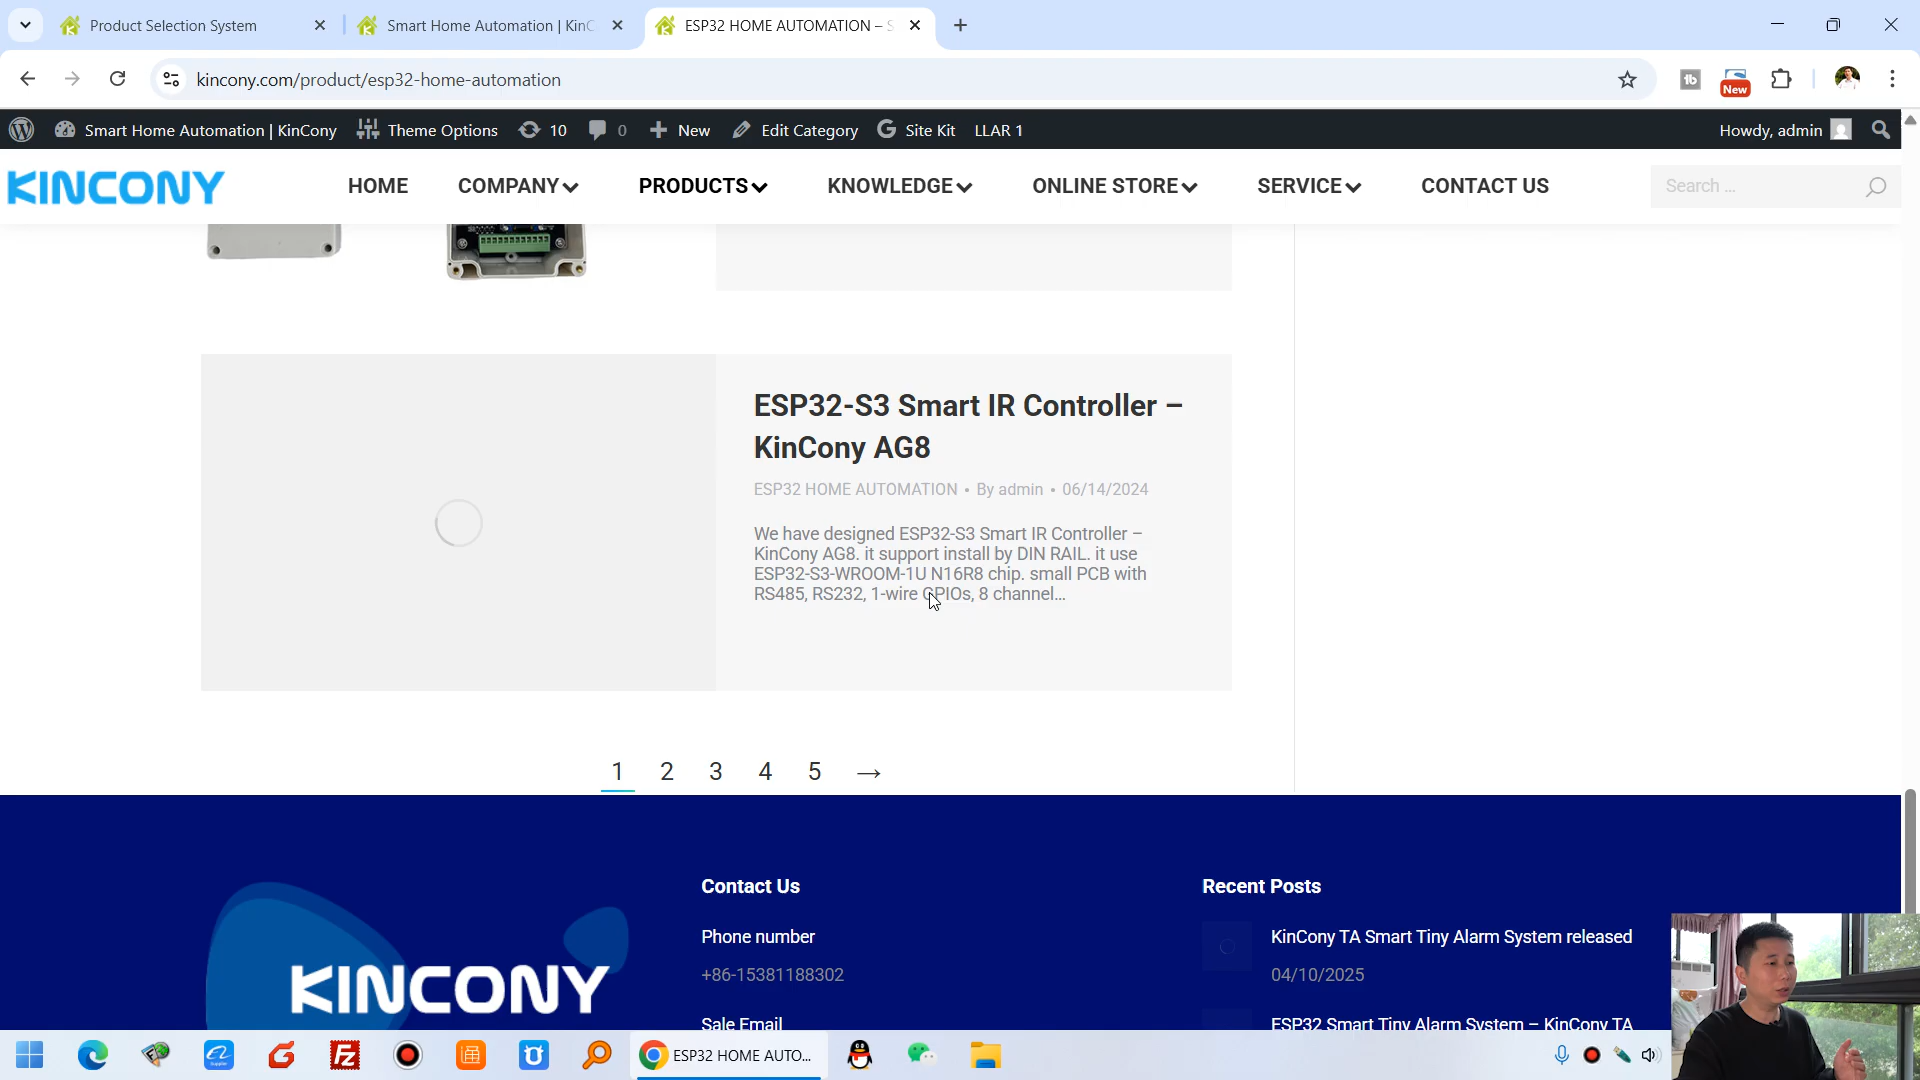 Product Selection System
Smart Home Automation | KinC
ESP32 HOME AUTOMATION – S
kincony.com/product/esp32-home-automation
New
Smart Home Automation | KinCony
Theme Options
10
0
New
Edit Category
Site Kit
LLAR 1
Howdy, admin
KINCONY
HOME
COMPANY
PRODUCTS
KNOWLEDGE
ONLINE STORE
SERVICE
CONTACT US
Search ...
ESP32-S3 Smart IR Controller –
KinCony AG8
ESP32 HOME AUTOMATION • By admin • 06/14/2024
We have designed ESP32-S3 Smart IR Controller –
KinCony AG8. it support install by DIN RAIL. it use
ESP32-S3-WROOM-1U N16R8 chip. small PCB with
RS485, RS232, 1-wire GPIOs, 8 channel...
1 2 3 4 5 →
KINCONY
Contact Us
Phone number
+86-15381188302
Sale Email
Recent Posts
KinCony TA Smart Tiny Alarm System released
04/10/2025
ESP32 Smart Tiny Alarm System – KinCony TA
ESP32 HOME AUTO...